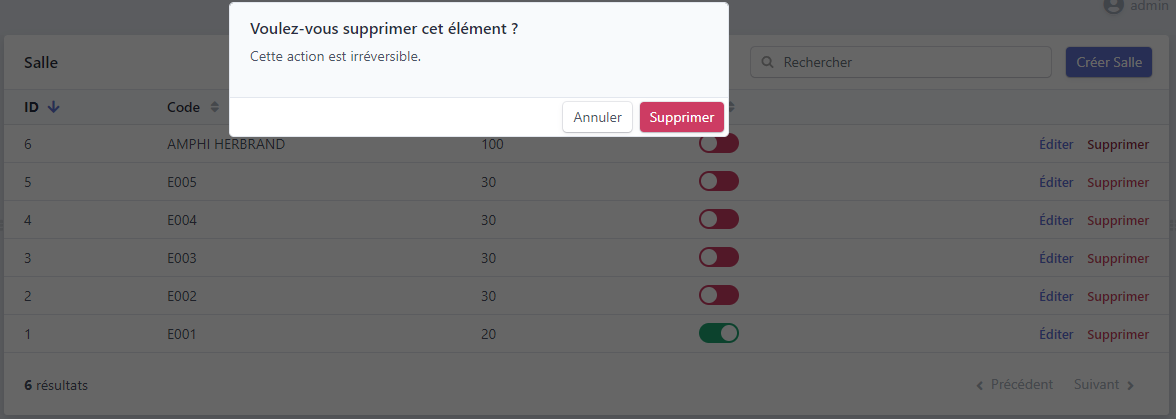 admin
Voulez-vous supprimer cet élément ?
Cette action est irréversible.
Annuler Supprimer
Salle Rechercher Créer Salle
ID Code
6 AMPHI HERBRAND 100 Éditer Supprimer
5 E005 30 Éditer Supprimer
4 E004 30 Éditer Supprimer
3 E003 30 Éditer Supprimer
2 E002 30 Éditer Supprimer
1 E001 20 Éditer Supprimer
6 résultats Précédent Suivant